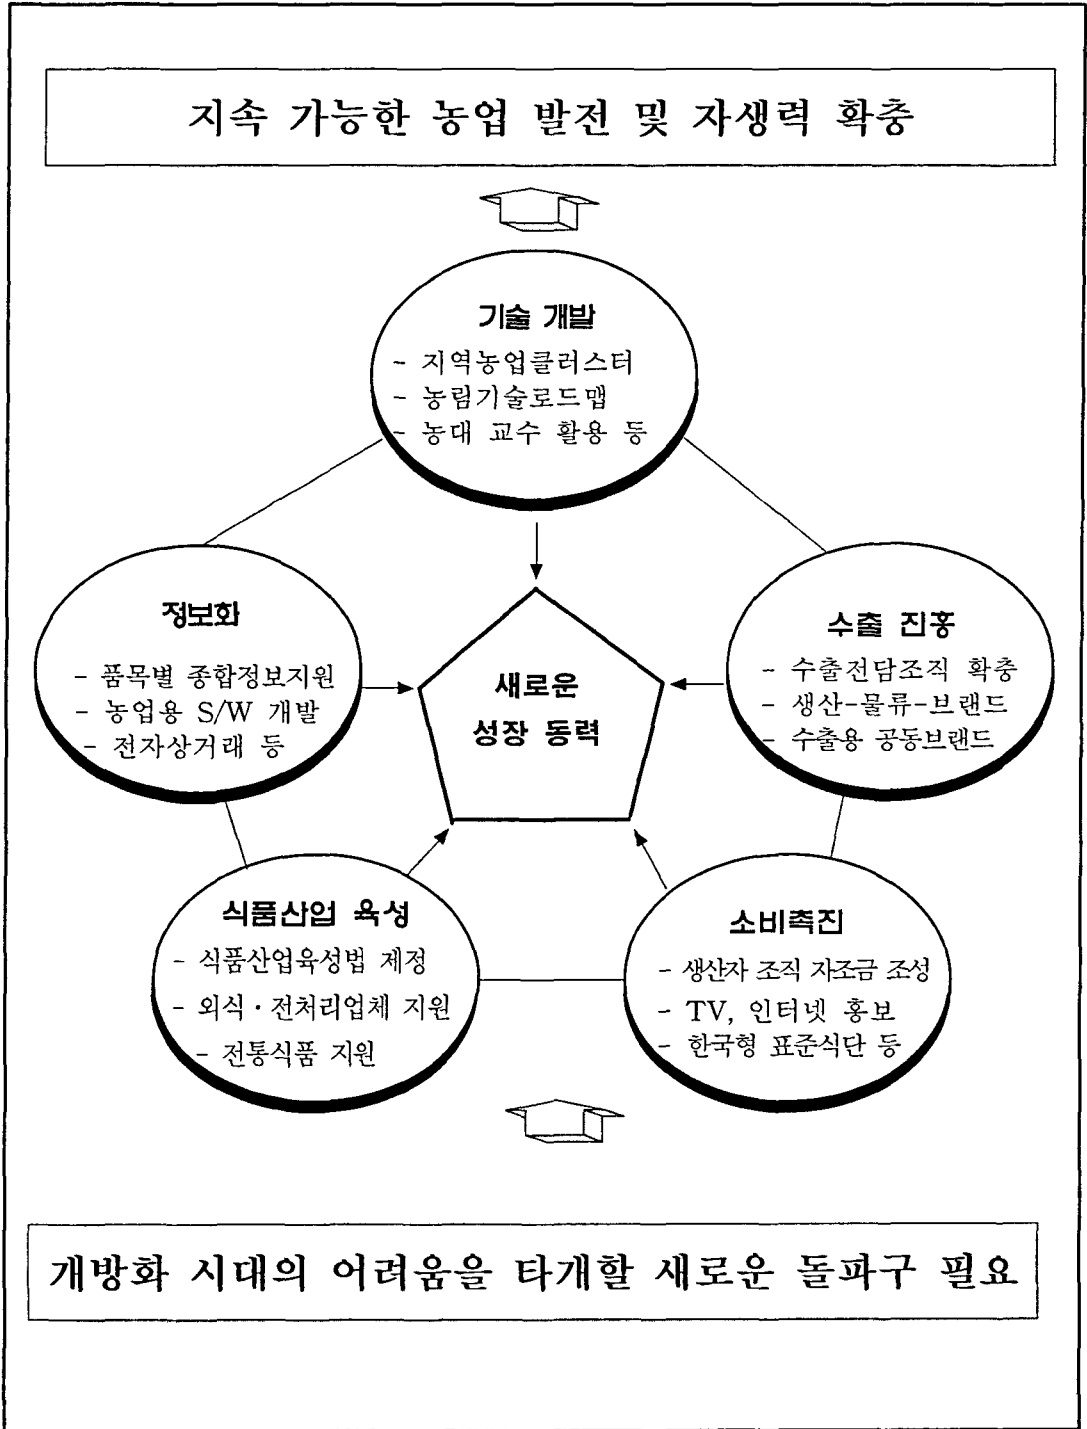 지속 가능한 농업 발전 및 자생력 확충
기술 개발
- 지역농업클러스터
- 농림기술로드맵
- 농대 교수 활용 등
정보화
- 품목별 종합정보지원
- 농업용 S/W 개발
- 전자상거래 등
새로운
성장 동력
수출 진흥
- 수출전담조직 확충
- 생산-물류-브랜드
- 수출용 공동브랜드
식품산업 육성
- 식품산업육성법 제정
- 외식·전처리업체 지원
- 전통식품 지원
소비촉진
- 생산자 조직 자조금 조성
- TV, 인터넷 홍보
- 한국형 표준식단 등
개방화 시대의 어려움을 타개할 새로운 돌파구 필요